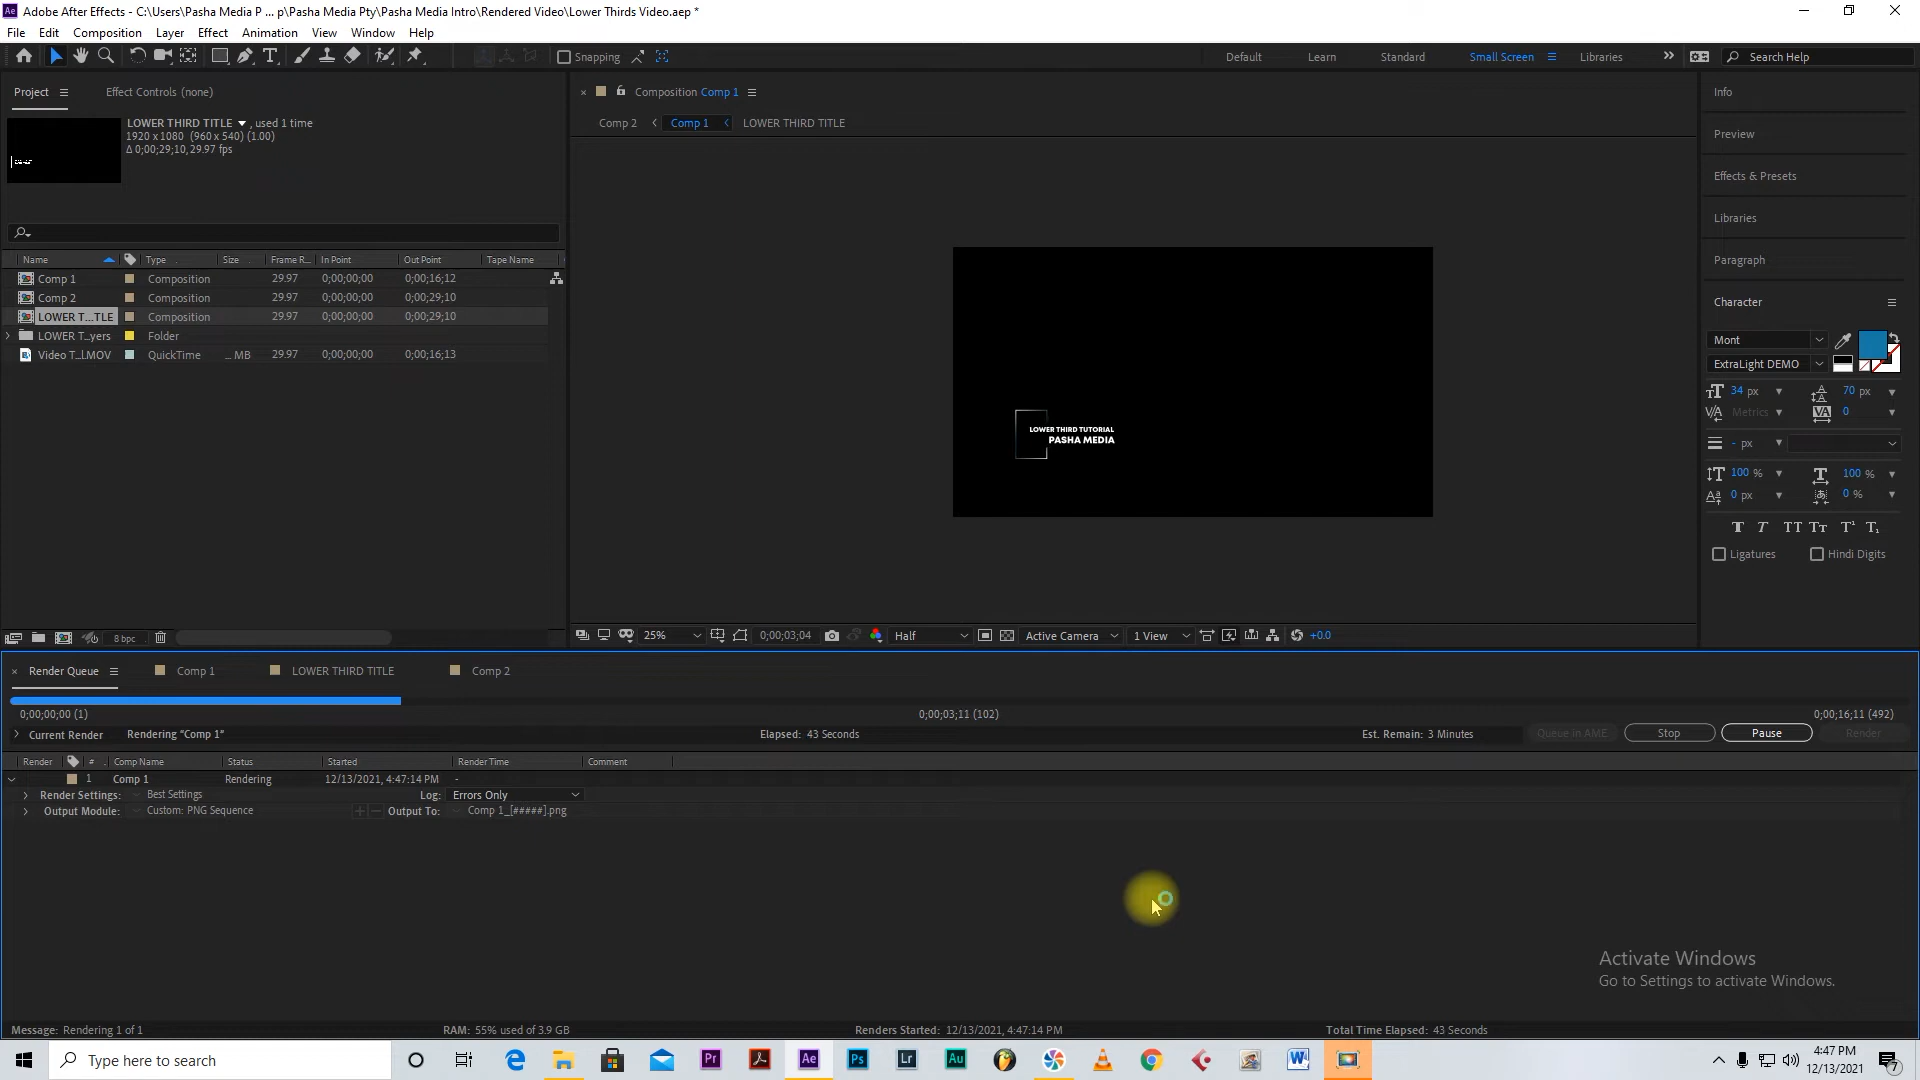 Adobe After Effects - C:\Users\Pasha Media P ... p\Pasha Media Pty\Pasha Media Intro\Rendered Video\Lower Thirds Video.aep *
File Edit Composition Layer Effect Animation View Window Help
Snapping Default Learn Standard Small Screen Libraries Search Help
Project Effect Controls (none)
LOWER THIRD TITLE , used 1 time
1920 x 1080 (960 x 540) (1.00)
Δ 0;00;29;10, 29.97 fps
Name Type Size Frame R... In Point Out Point Tape Name
Comp 1 Composition 29.97 0;00;00;00 0;00;16;12
Comp 2 Composition 29.97 0;00;00;00 0;00;29;10
LOWER T...TLE Composition 29.97 0;00;00;00 0;00;29;10
LOWER T...yers Folder
Video T...l.MOV QuickTime ... MB 29.97 0;00;00;00 0;00;16;13
8 bpc
Composition Comp 1
Comp 2 Comp 1 LOWER THIRD TITLE
LOWER THIRD TUTORIAL
PASHA MEDIA
25% 0;00;03;04 Half Active Camera 1 View +0.0
Info
Preview
Effects & Presets
Libraries
Paragraph
Character
Mont
ExtraLight DEMO
34 px 70 px
Metrics 0
- px
100 % 100 %
0 px 0 %
T T TT Tt T¹ T₁
Ligatures Hindi Digits
Render Queue Comp 1 LOWER THIRD TITLE Comp 2
0;00;00;00 (1) 0;00;03;11 (102) 0;00;16;11 (492)
Current Render Rendering "Comp 1" Elapsed: 43 Seconds Est. Remain: 3 Minutes Queue in AME Stop Pause Render
Render # Comp Name Status Started Render Time Comment
1 Comp 1 Rendering 12/13/2021, 4:47:14 PM -
Render Settings: Best Settings Log: Errors Only
Output Module: Custom: PNG Sequence Output To: Comp 1_[#####].png
Activate Windows
Go to Settings to activate Windows.
Message: Rendering 1 of 1 RAM: 55% used of 3.9 GB Renders Started: 12/13/2021, 4:47:14 PM Total Time Elapsed: 43 Seconds
Type here to search
4:47 PM
12/13/2021
7